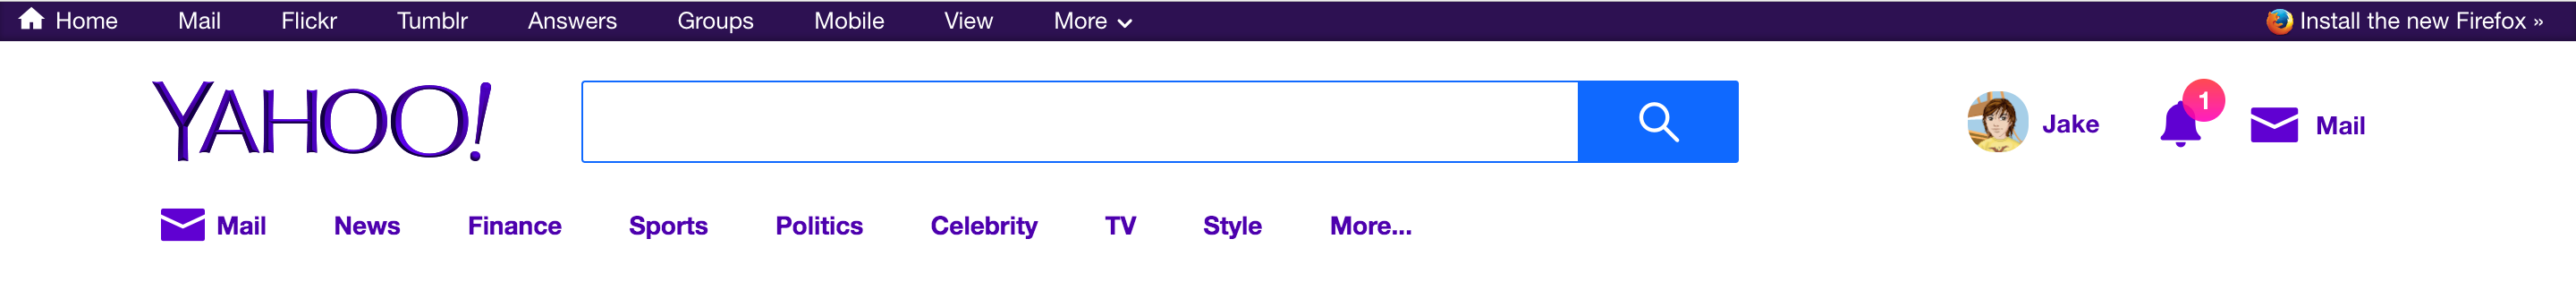 Home Mail Flickr Tumblr Answers Groups Mobile View More Install the new Firefox »
YAHOO! Jake 1 Mail
Mail News Finance Sports Politics Celebrity TV Style More...